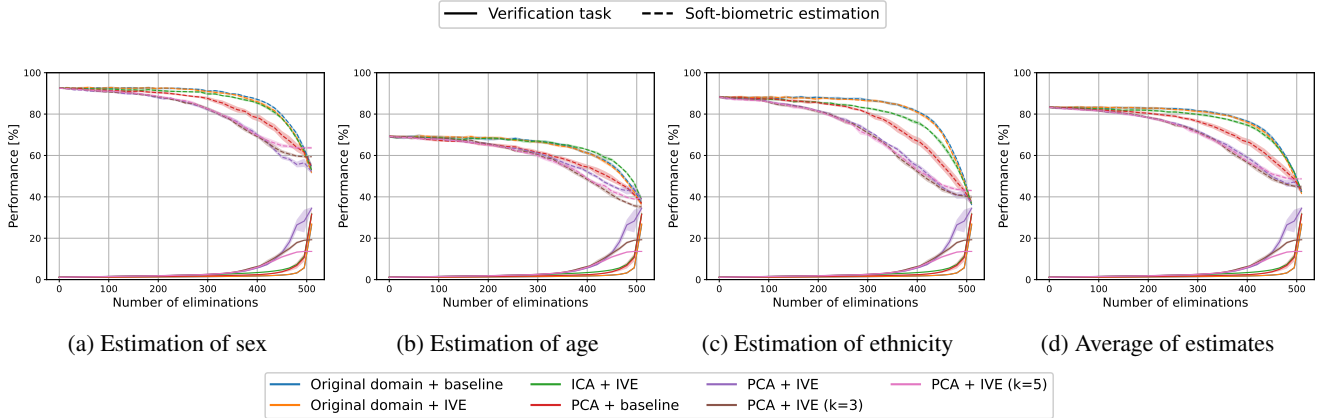 Verification task Soft-biometric estimation
100 100 100 100
80 80 80 80
60 60 60 60
40 40 40 40
20 20 20 20
0 0 0 0
Performance [%] Performance [%] Performance [%] Performance [%]
0 100 200 300 400 500 0 100 200 300 400 500 0 100 200 300 400 500 0 100 200 300 400 500
Number of eliminations Number of eliminations Number of eliminations Number of eliminations
(a) Estimation of sex (b) Estimation of age (c) Estimation of ethnicity (d) Average of estimates
Original domain + baseline ICA + IVE PCA + IVE PCA + IVE (k=5)
Original domain + IVE PCA + baseline PCA + IVE (k=3)